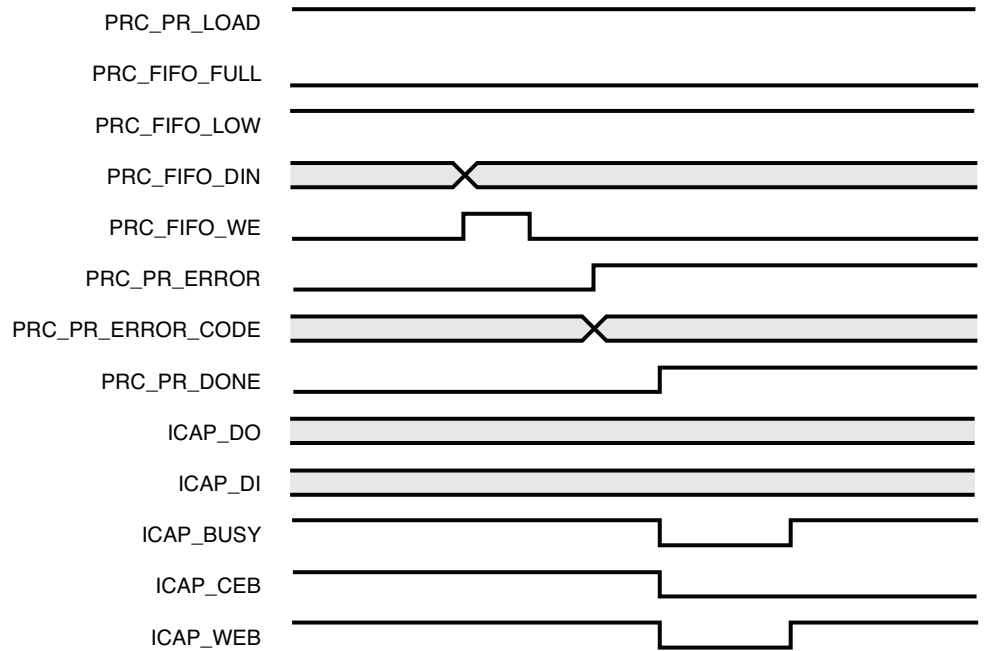 PRC_PR_LOAD
PRC_FIFO_FULL
PRC_FIFO_LOW
PRC_FIFO_DIN
PRC_FIFO_WE
PRC_PR_ERROR
PRC_PR_ERROR_CODE
PRC_PR_DONE
ICAP_DO
ICAP_DI
ICAP_BUSY
ICAP_CEB
ICAP_WEB